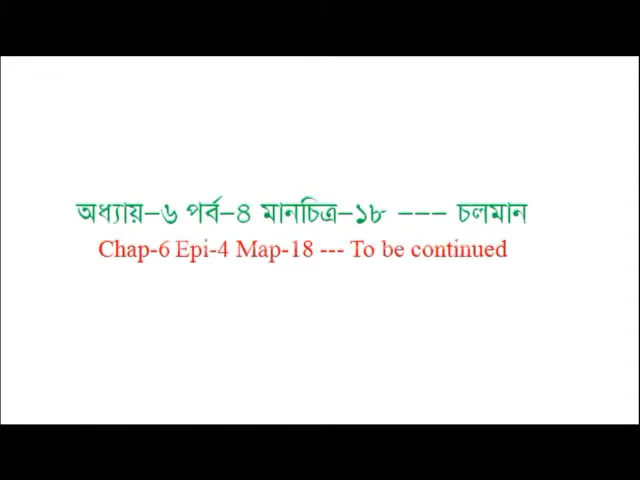 অধ্যায়–৬ পর্ব–৪ মানচিত্র–১৮ --- চলমান
Chap-6 Epi-4 Map-18 --- To be continued